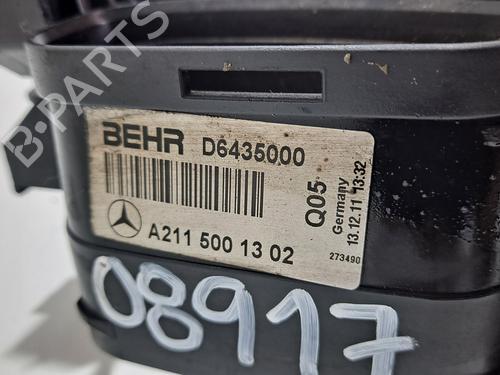 B-PARTS
BEHR D6435000
Q05
Germany
13.12.11 13:32
A211 500 13 02
273490
08917